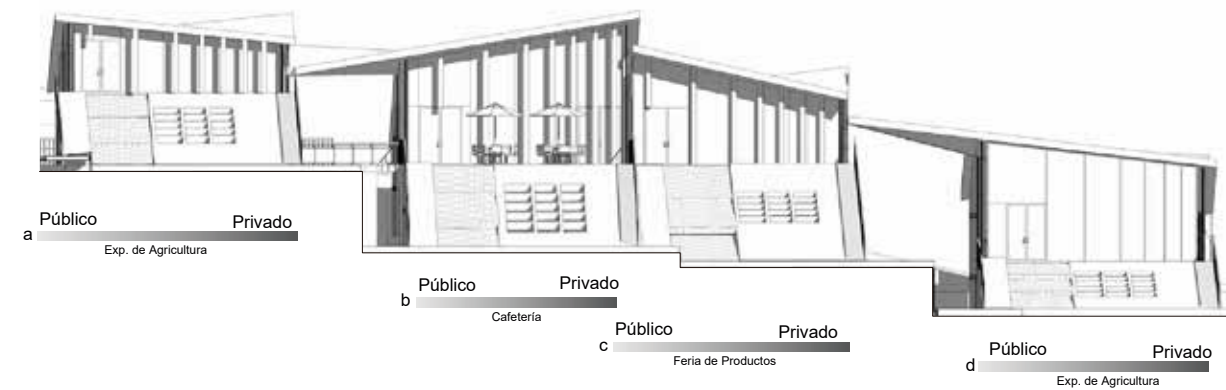 Público Privado
a
Exp. de Agricultura
Público Privado
b
Cafetería
Público Privado
c
Feria de Productos
Público Privado
d
Exp. de Agricultura